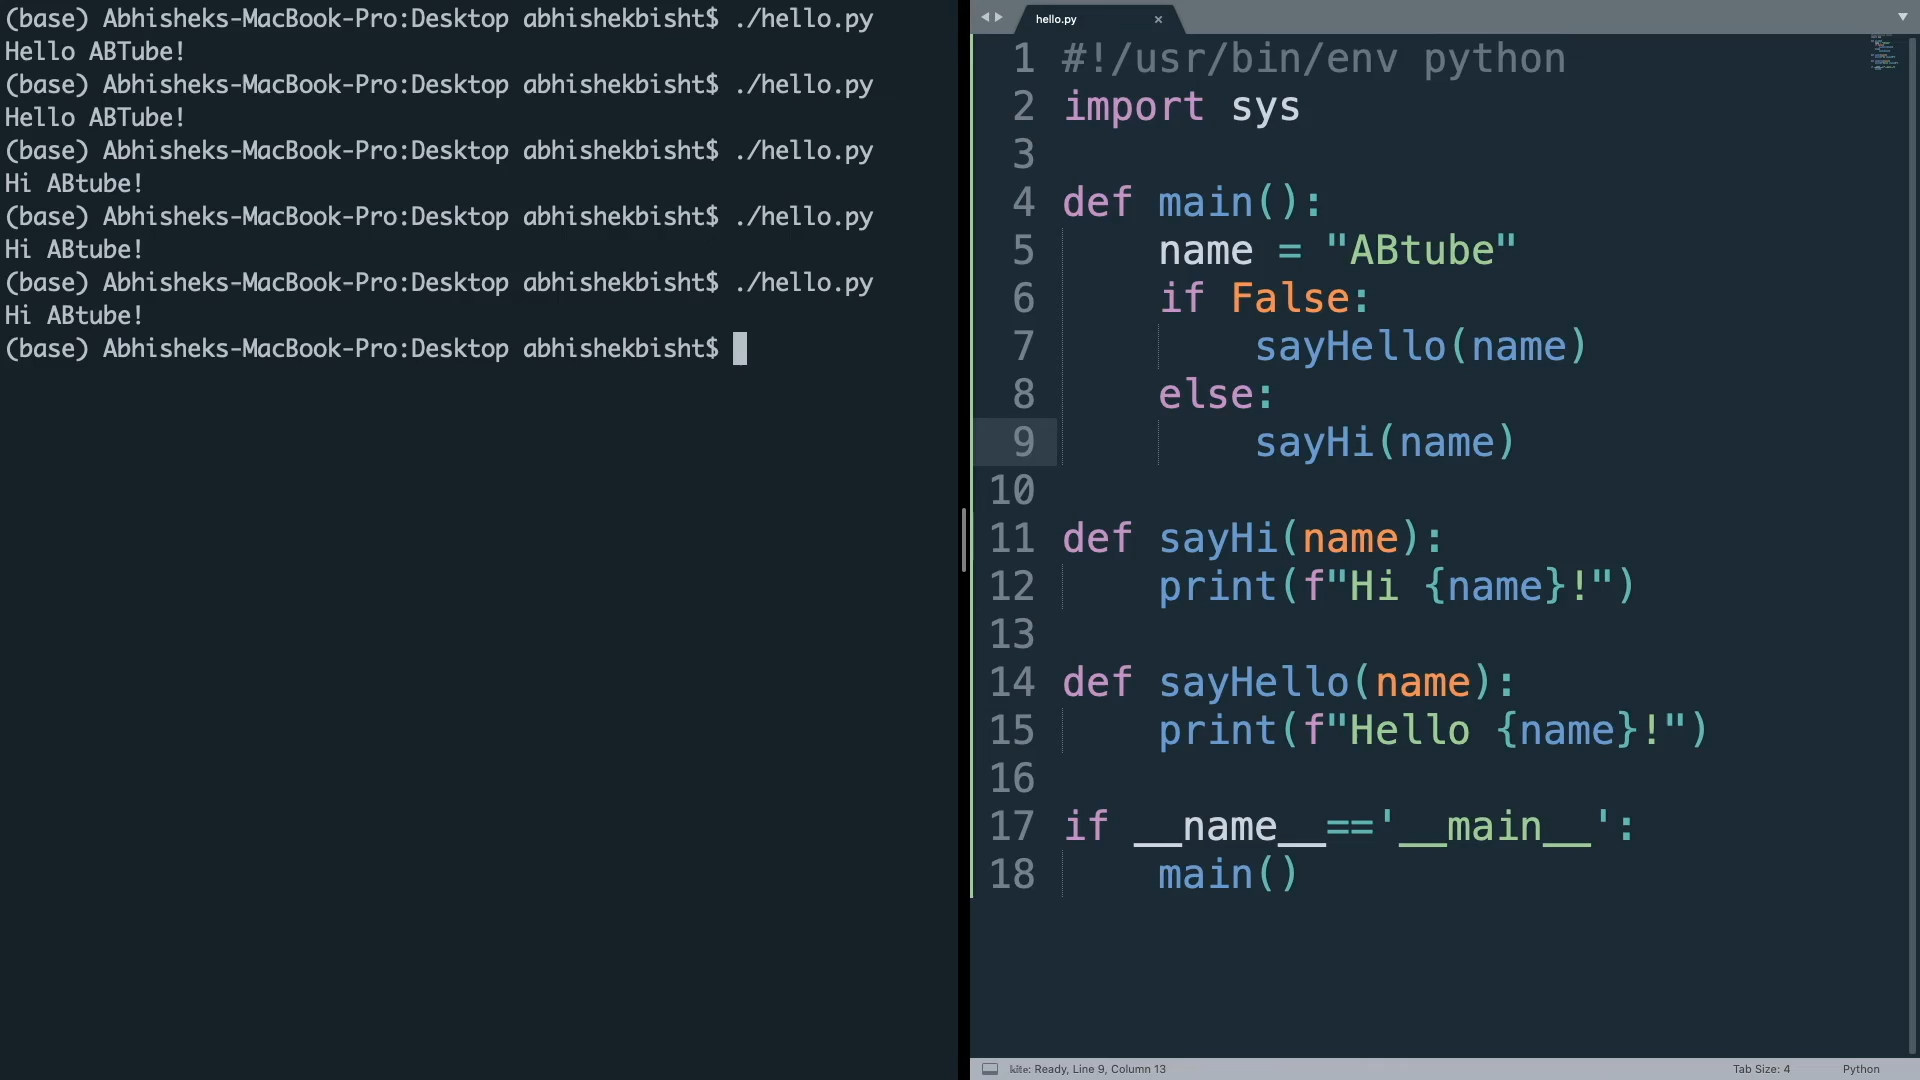 (base) Abhisheks-MacBook-Pro:Desktop abhishekbisht$ ./hello.py
Hello ABTube!
(base) Abhisheks-MacBook-Pro:Desktop abhishekbisht$ ./hello.py
Hello ABTube!
(base) Abhisheks-MacBook-Pro:Desktop abhishekbisht$ ./hello.py
Hi ABtube!
(base) Abhisheks-MacBook-Pro:Desktop abhishekbisht$ ./hello.py
Hi ABtube!
(base) Abhisheks-MacBook-Pro:Desktop abhishekbisht$ ./hello.py
Hi ABtube!
(base) Abhisheks-MacBook-Pro:Desktop abhishekbisht$
hello.py
1 #!/usr/bin/env python
2 import sys
3
4 def main():
5     name = "ABtube"
6     if False:
7         sayHello(name)
8     else:
9         sayHi(name)
10
11 def sayHi(name):
12     print(f"Hi {name}!")
13
14 def sayHello(name):
15     print(f"Hello {name}!")
16
17 if __name__=='__main__':
18     main()
kite: Ready, Line 9, Column 13
Tab Size: 4
Python